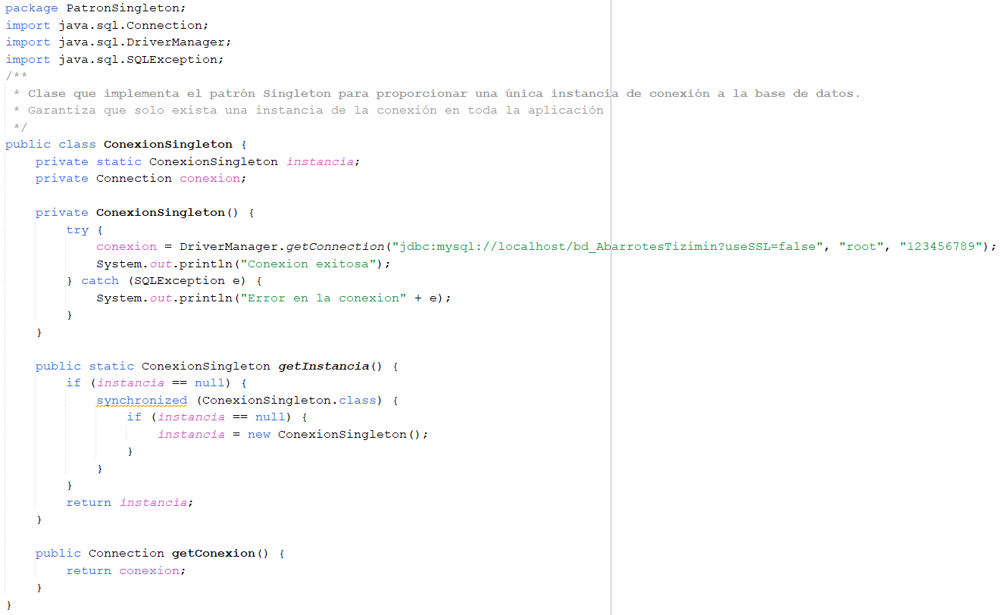 package PatronSingleton;
import java.sql.Connection;
import java.sql.DriverManager;
import java.sql.SQLException;
/**
 * Clase que implementa el patrón Singleton para proporcionar una única instancia de conexión a la base de datos.
 * Garantiza que solo exista una instancia de la conexión en toda la aplicación
 */
public class ConexionSingleton {
    private static ConexionSingleton instancia;
    private Connection conexion;

    private ConexionSingleton() {
        try {
            conexion = DriverManager.getConnection("jdbc:mysql://localhost/bd_AbarrotesTizimin?useSSL=false", "root", "123456789");
            System.out.println("Conexion exitosa");
        } catch (SQLException e) {
            System.out.println("Error en la conexion" + e);
        }
    }

    public static ConexionSingleton getInstancia() {
        if (instancia == null) {
            synchronized (ConexionSingleton.class) {
                if (instancia == null) {
                    instancia = new ConexionSingleton();
                }
            }
        }
        return instancia;
    }

    public Connection getConexion() {
        return conexion;
    }
}